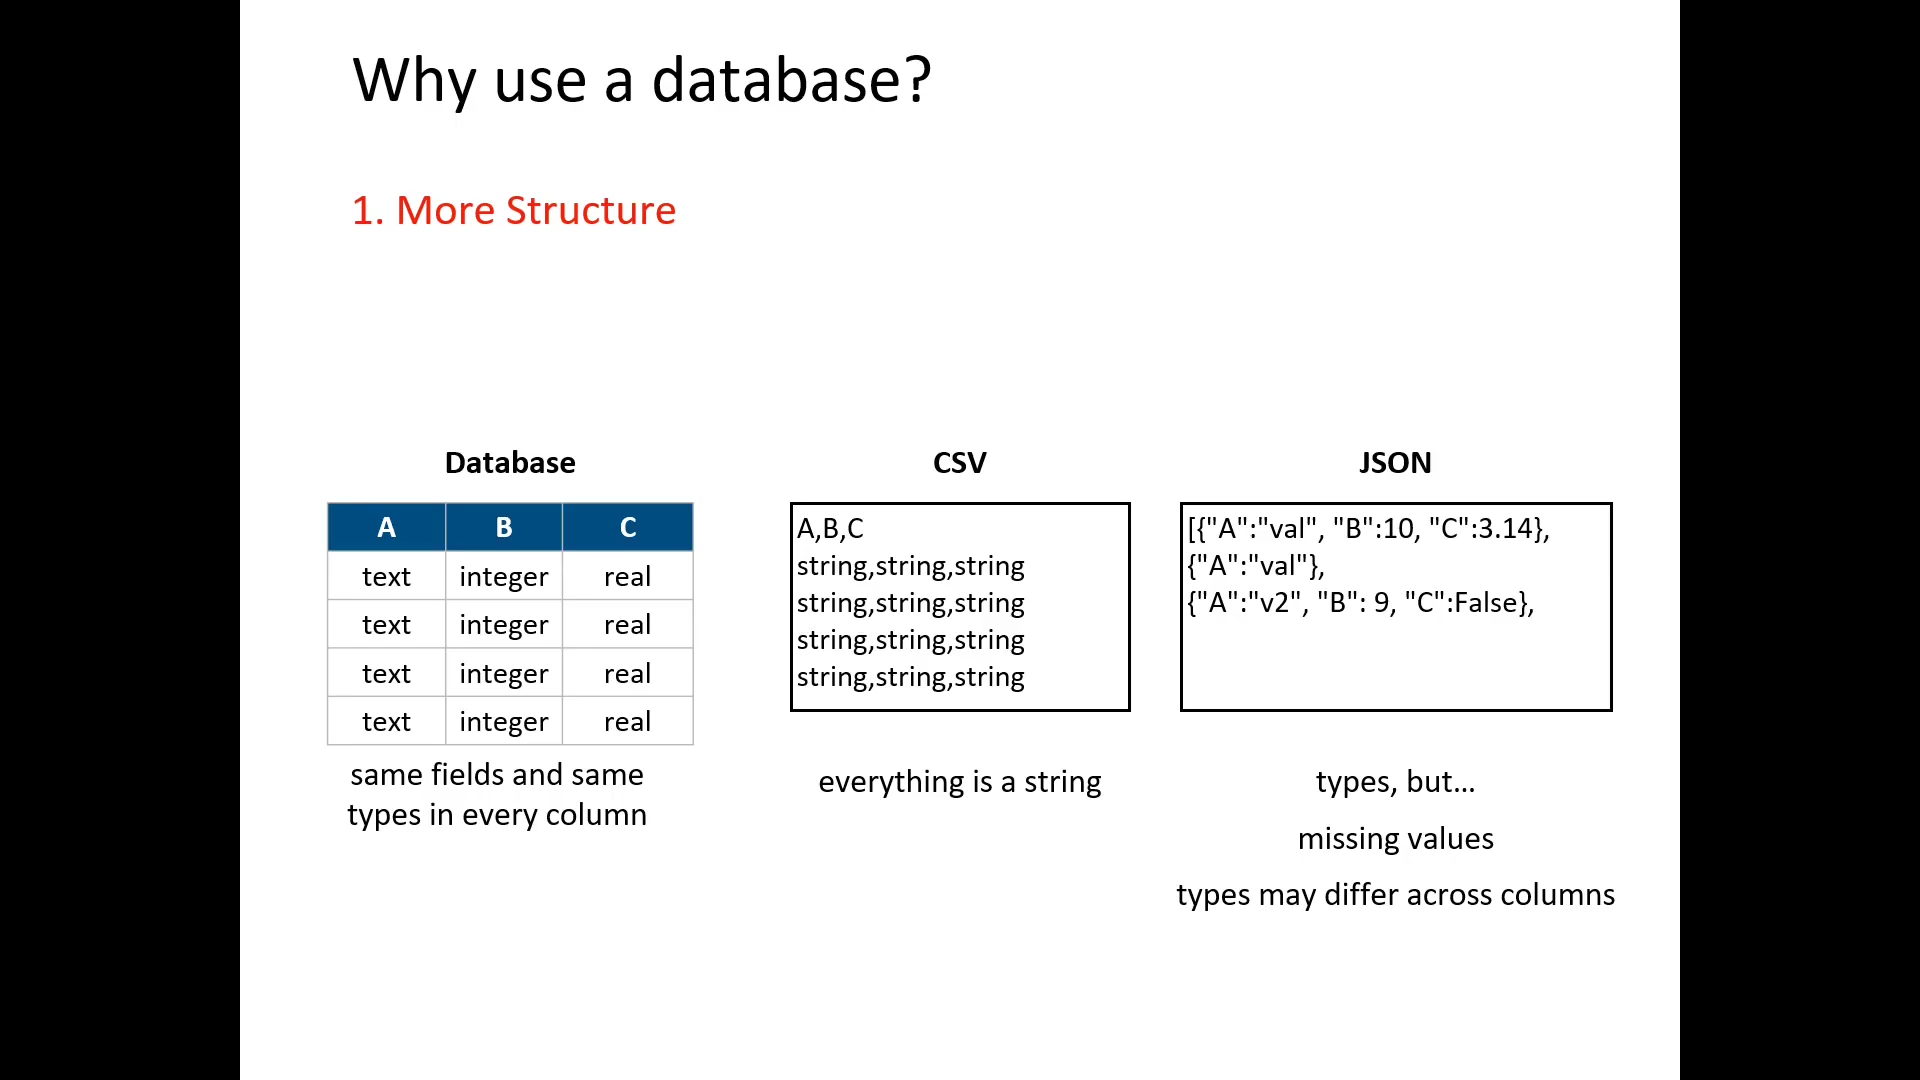 Why use a database?
1. More Structure
Database
A B C
text integer real
text integer real
text integer real
text integer real
same fields and same
types in every column
CSV
A,B,C
string,string,string
string,string,string
string,string,string
string,string,string
everything is a string
JSON
[{"A":"val", "B":10, "C":3.14},
{"A":"val"},
{"A":"v2", "B": 9, "C":False},
types, but...
missing values
types may differ across columns